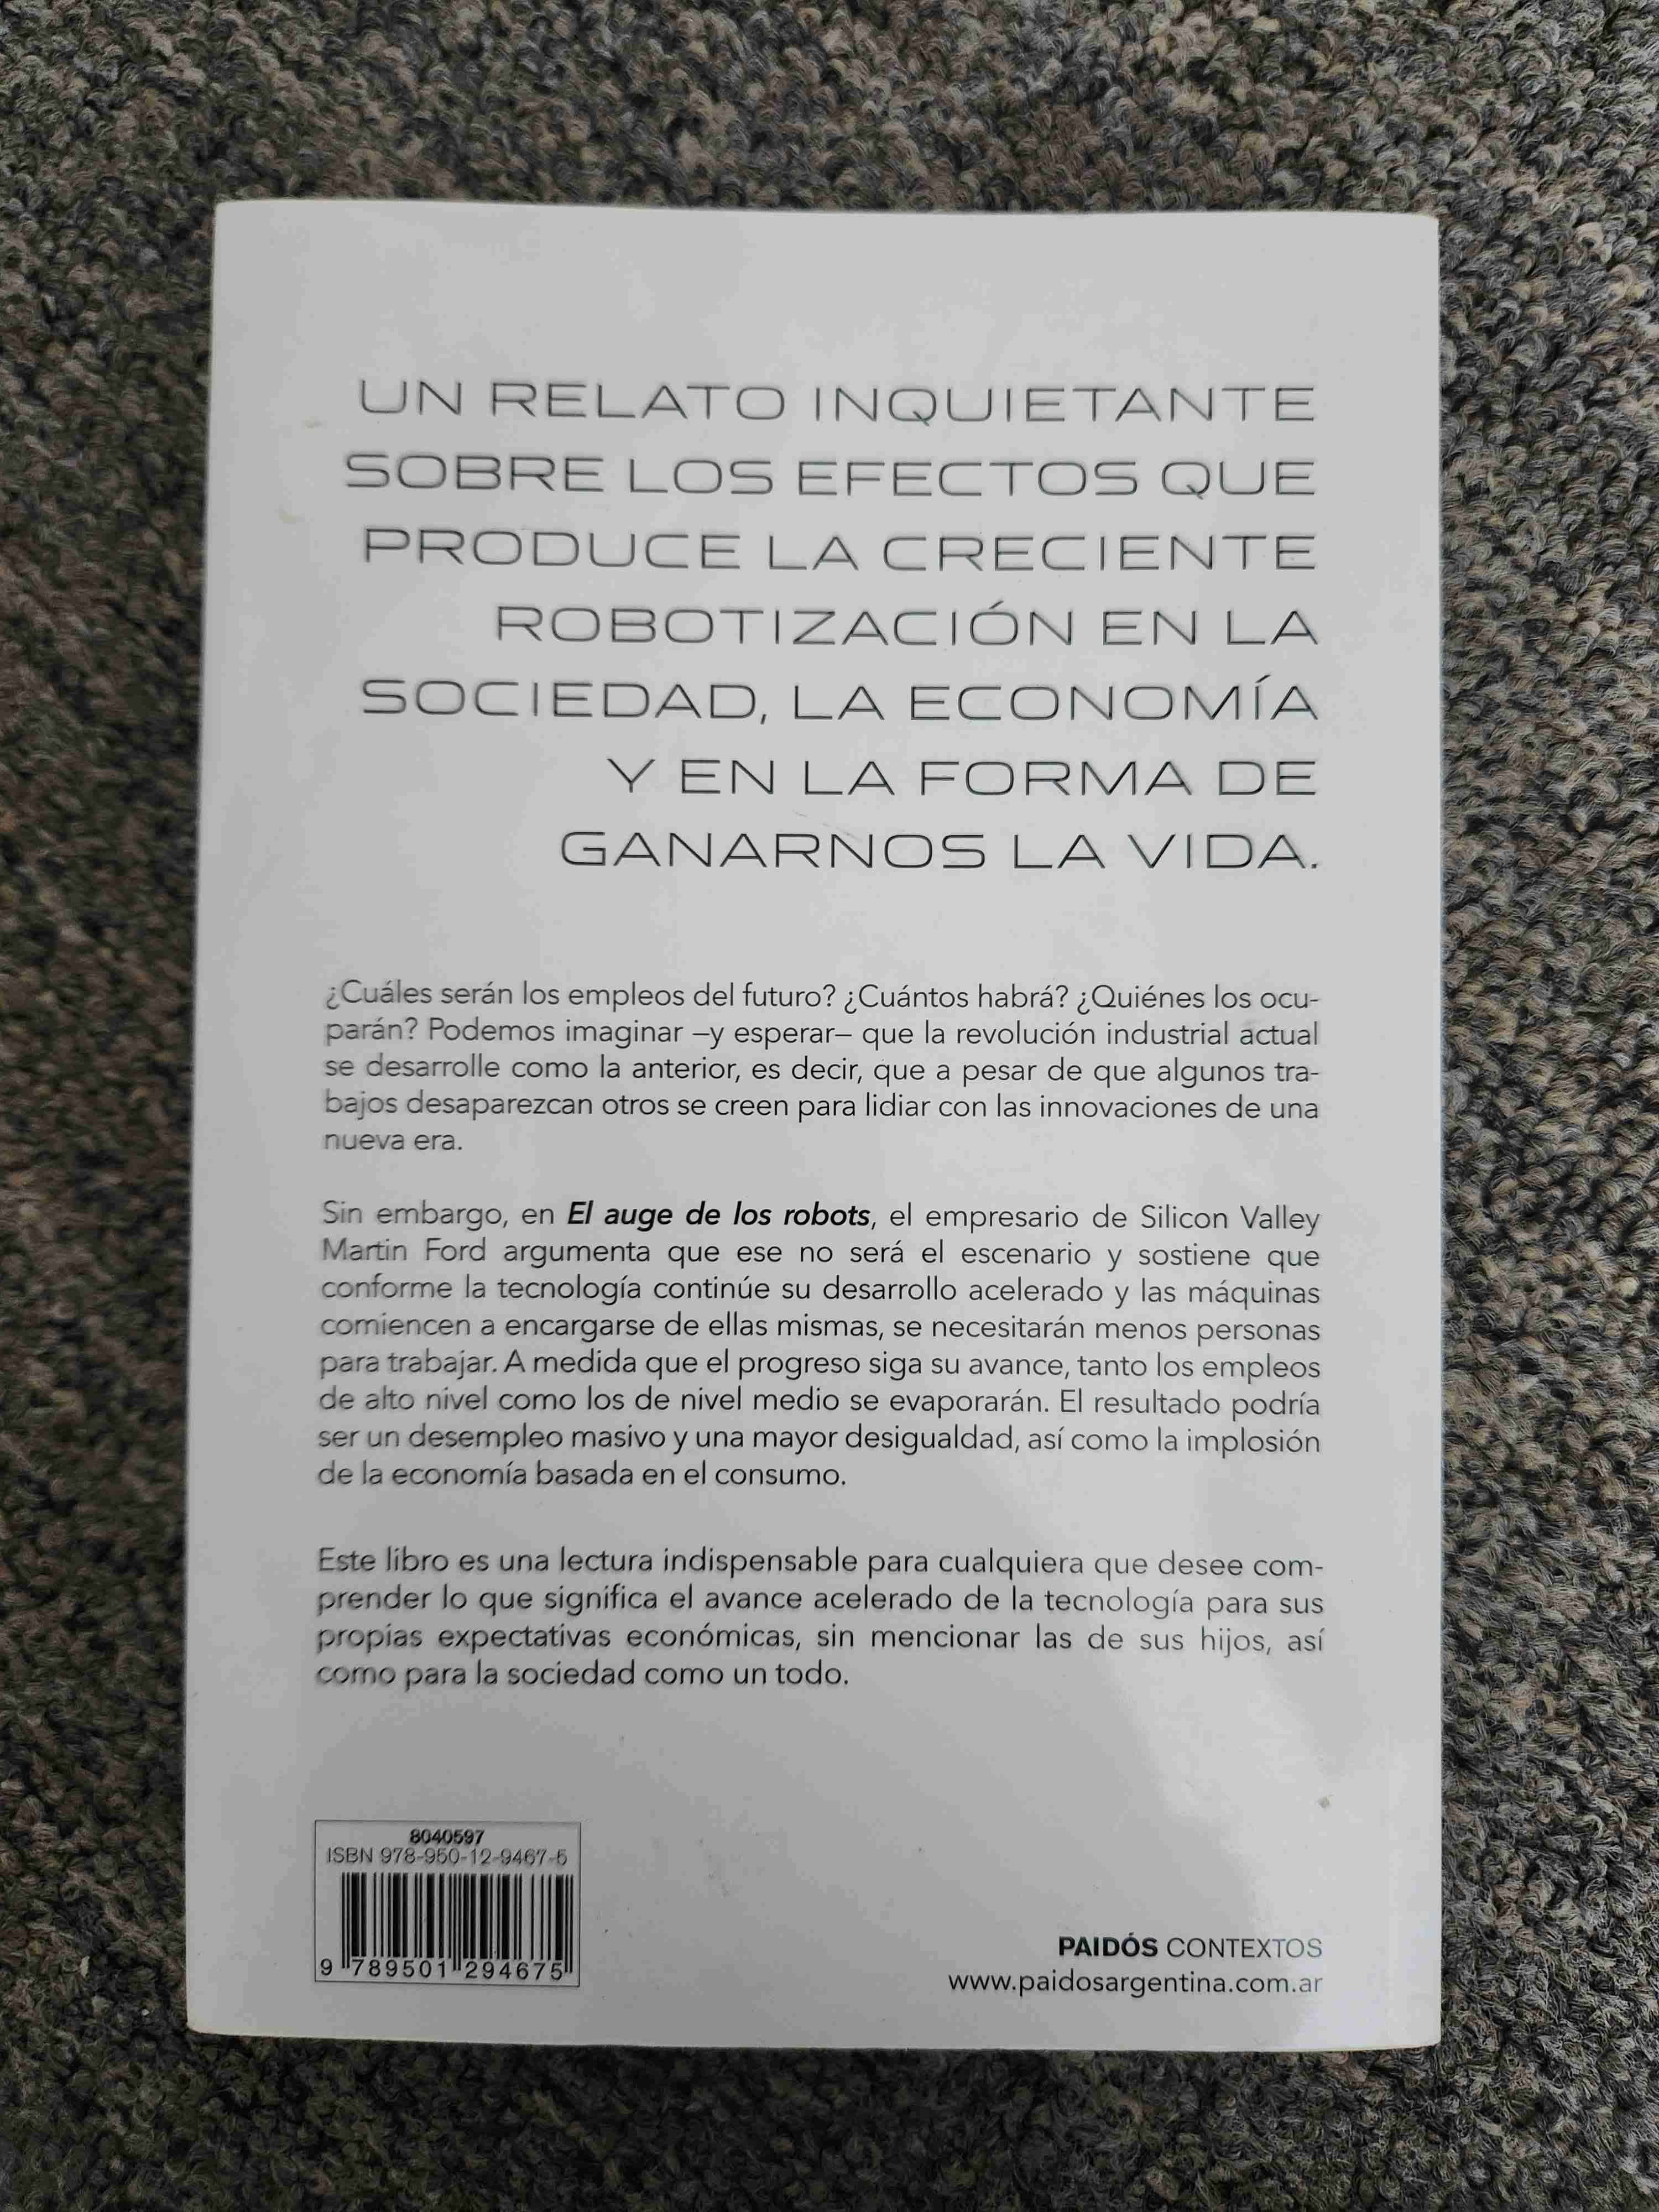 UN RELATO INQUIETANTE
SOBRE LOS EFECTOS QUE
PRODUCE LA CRECIENTE
ROBOTIZACIÓN EN LA
SOCIEDAD, LA ECONOMÍA
Y EN LA FORMA DE
GANARNOS LA VIDA.
¿Cuáles serán los empleos del futuro? ¿Cuántos habrá? ¿Quiénes los ocu-
parán? Podemos imaginar –y esperar– que la revolución industrial actual
se desarrolle como la anterior, es decir, que a pesar de que algunos tra-
bajos desaparezcan otros se creen para lidiar con las innovaciones de una
nueva era.
Sin embargo, en El auge de los robots, el empresario de Silicon Valley
Martin Ford argumenta que ese no será el escenario y sostiene que
conforme la tecnología continúe su desarrollo acelerado y las máquinas
comiencen a encargarse de ellas mismas, se necesitarán menos personas
para trabajar. A medida que el progreso siga su avance, tanto los empleos
de alto nivel como los de nivel medio se evaporarán. El resultado podría
ser un desempleo masivo y una mayor desigualdad, así como la implosión
de la economía basada en el consumo.
Este libro es una lectura indispensable para cualquiera que desee com-
prender lo que significa el avance acelerado de la tecnología para sus
propias expectativas económicas, sin mencionar las de sus hijos, así
como para la sociedad como un todo.
8040597
ISBN 978-950-12-9467-5
9 789501 294675
PAIDÓS CONTEXTOS
www.paidosargentina.com.ar